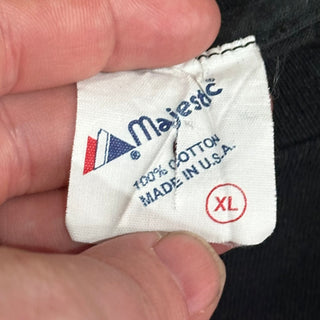 Majestic
®
100% COTTON
MADE IN U.S.A.
XL